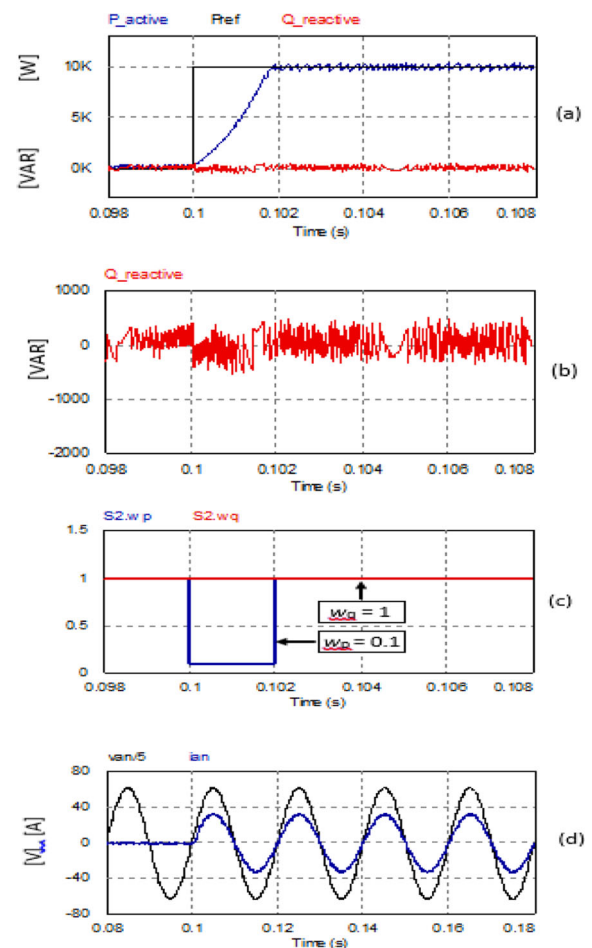 P_active Pref Q_reactive
[W]
[VAR]
10K
5K
0K
0.098 0.1 0.102 0.104 0.106 0.108
Time (s)
(a)
Q_reactive
[VAR]
1000
0
-1000
-2000
0.098 0.1 0.102 0.104 0.106 0.108
Time (s)
(b)
S2.wp S2.wq
1.5
1
0.5
0
wq = 1
wp = 0.1
0.098 0.1 0.102 0.104 0.106 0.108
Time (s)
(c)
van/5 ian
[A]
80
40
0
-40
-80
0.08 0.1 0.12 0.14 0.16 0.18
Time (s)
(d)